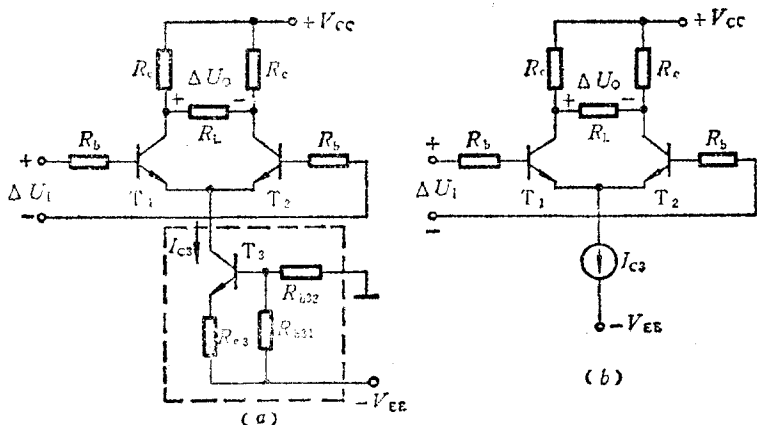 +V_CC
R_c
ΔU_O
R_c
+
−
R_L
R_b
R_b
+
ΔU_I
−
T_1
T_2
I_C3
T_3
R_b32
R_e3
R_b31
−V_EE
(a)
+V_CC
R_c
ΔU_O
R_c
+
−
R_L
+
R_b
R_b
ΔU_I
−
T_1
T_2
I_C3
−V_EE
(b)